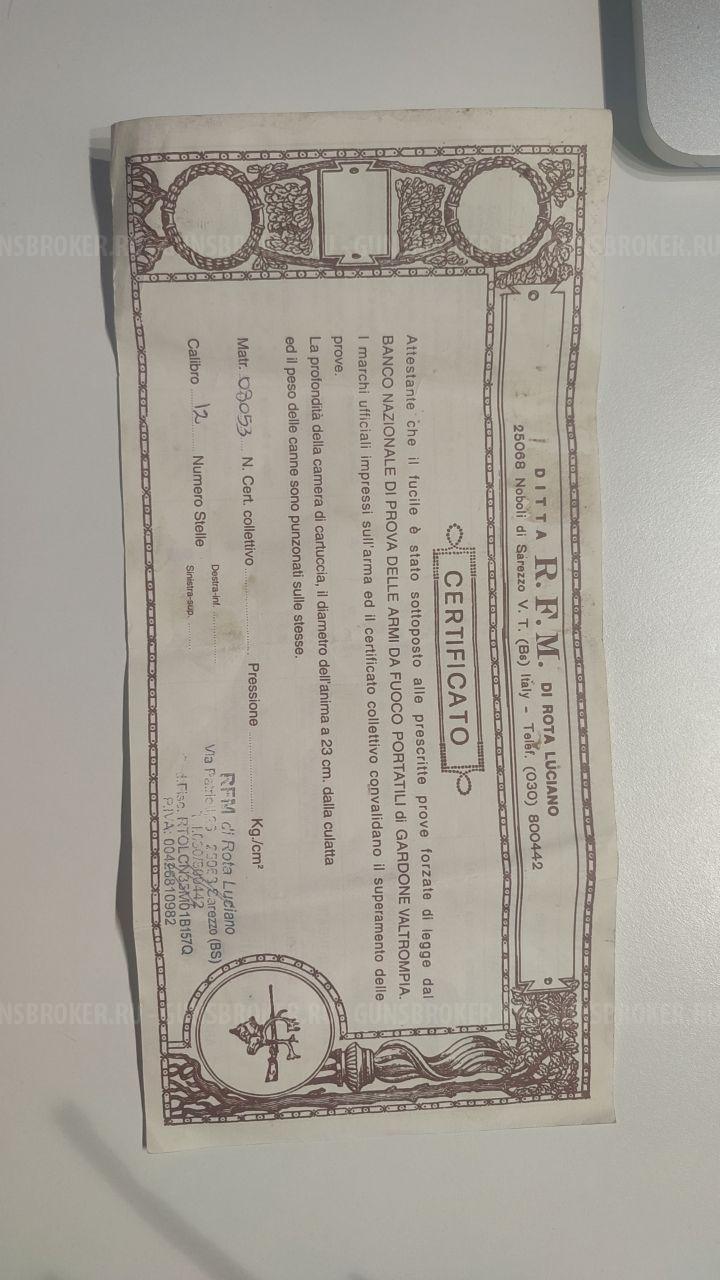 DITTA R.F.M. DI ROTA LUCIANO
25068 Noboli di Sarezzo V. T. (Bs) Italy - Telef. (030) 800442
CERTIFICATO
Attestante che il fucile è stato sottoposto alle prescritte prove forzate di legge dal
BANCO NAZIONALE DI PROVA DELLE ARMI DA FUOCO PORTATILI di GARDONE VALTROMPIA.
I marchi ufficiali impressi sull'arma ed il certificato collettivo convalidano il superamento delle
prove.
La profondità della camera di cartuccia, il diametro dell'anima a 23 cm. dalla culatta
ed il peso delle canne sono punzonati sulle stesse.
Matr. 08053 N. Cert. collettivo Pressione Kg./cm²
Calibro 12 Numero Stelle
Destra-inf.
Sinistra-sup.
RFM di Rota Luciano
Via Sarezzo (BS)
P.IVA: 00426810982
GUNSBROKER.RU